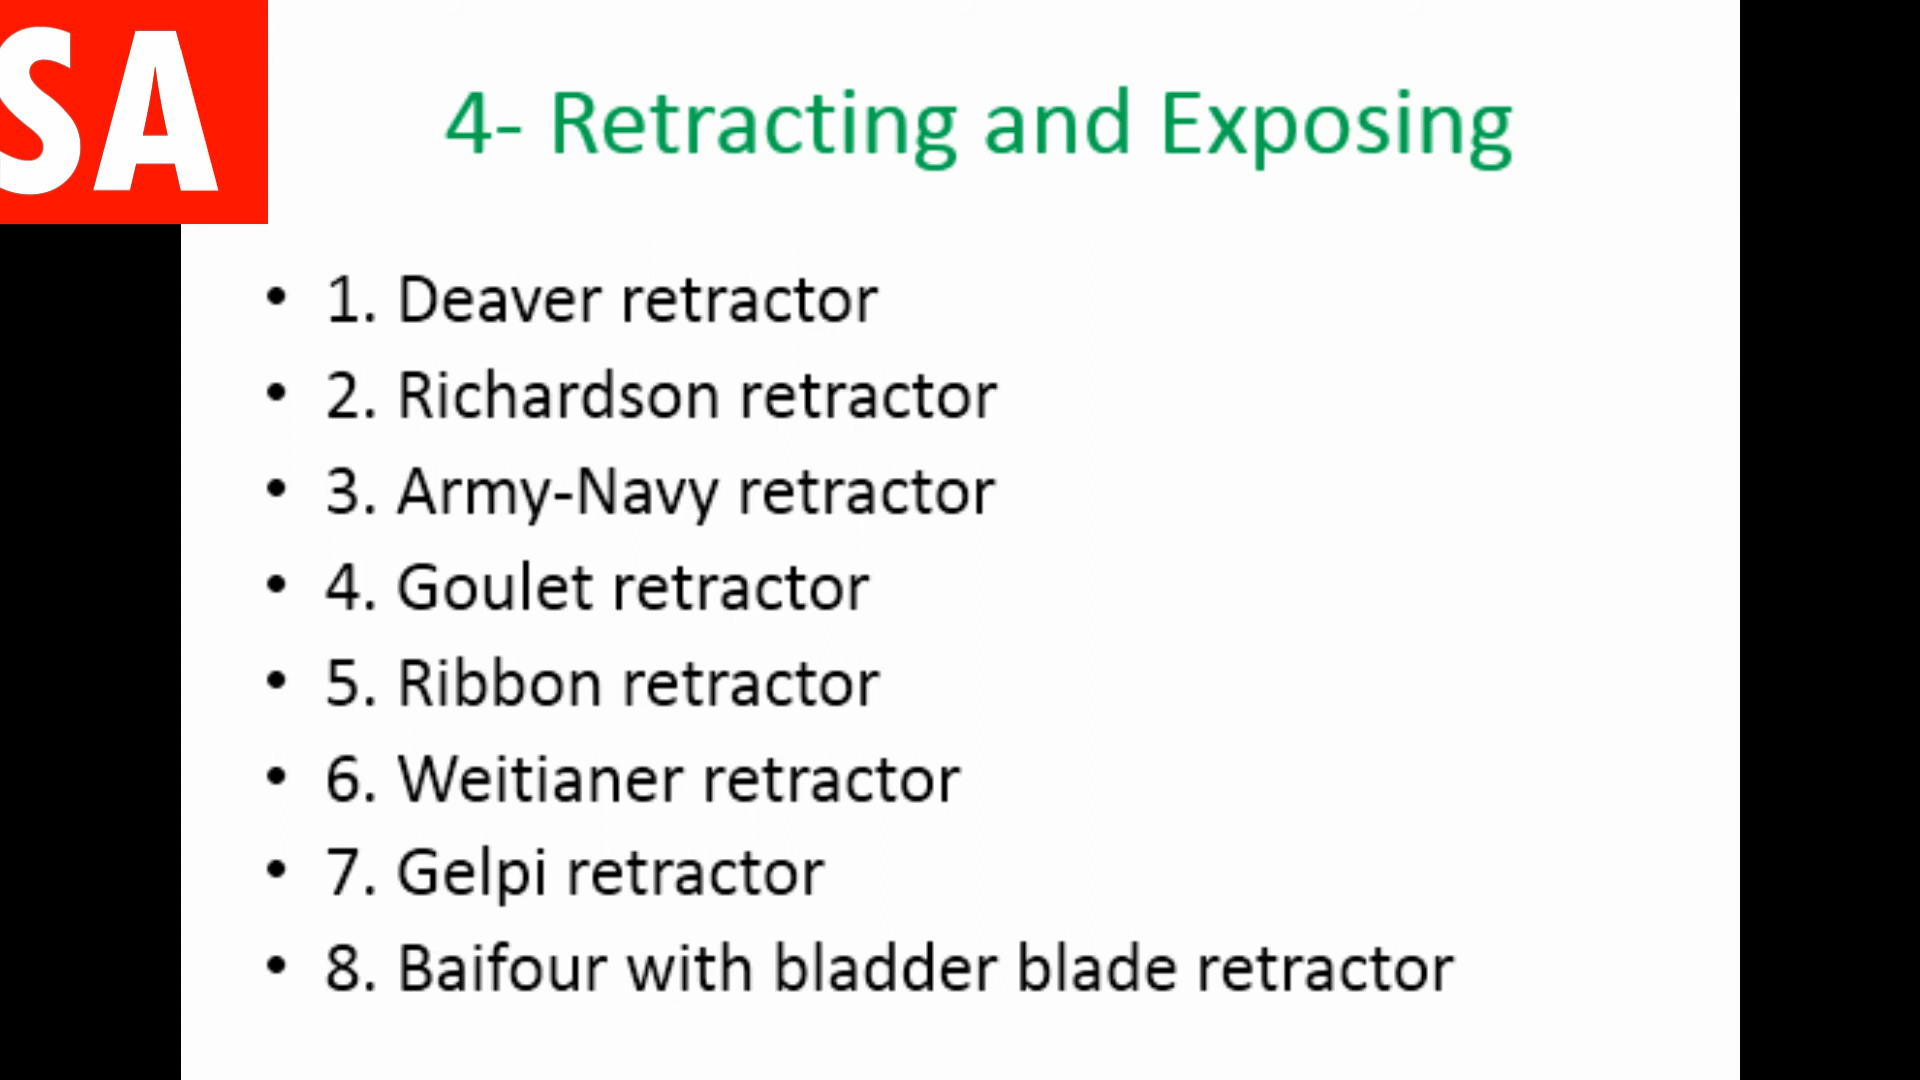 SA
4- Retracting and Exposing
• 1. Deaver retractor
• 2. Richardson retractor
• 3. Army-Navy retractor
• 4. Goulet retractor
• 5. Ribbon retractor
• 6. Weitianer retractor
• 7. Gelpi retractor
• 8. Baifour with bladder blade retractor